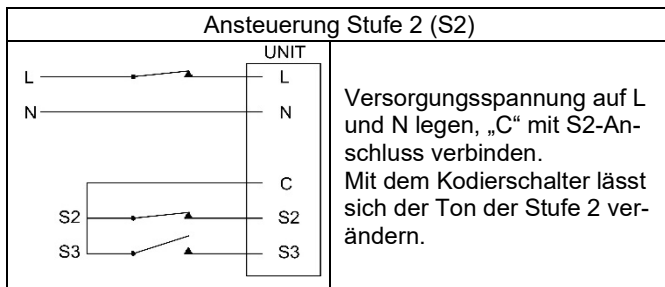 Ansteuerung Stufe 2 (S2)
UNIT
L L
N N
C
S2 S2
S3 S3
Versorgungsspannung auf L
und N legen, „C“ mit S2-An-
schluss verbinden.
Mit dem Kodierschalter lässt
sich der Ton der Stufe 2 ver-
ändern.